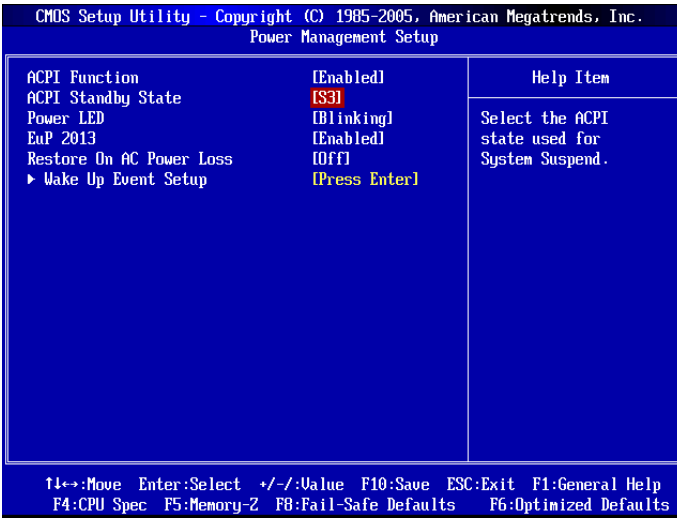 CMOS Setup Utility - Copyright (C) 1985-2005, American Megatrends, Inc.
Power Management Setup
ACPI Function [Enabled]
ACPI Standby State [S3]
Power LED [Blinking]
EuP 2013 [Enabled]
Restore On AC Power Loss [Off]
▶ Wake Up Event Setup [Press Enter]
Help Item
Select the ACPI
state used for
System Suspend.
↑↓↔:Move Enter:Select +/-/:Value F10:Save ESC:Exit F1:General Help
F4:CPU Spec F5:Memory-Z F8:Fail-Safe Defaults F6:Optimized Defaults